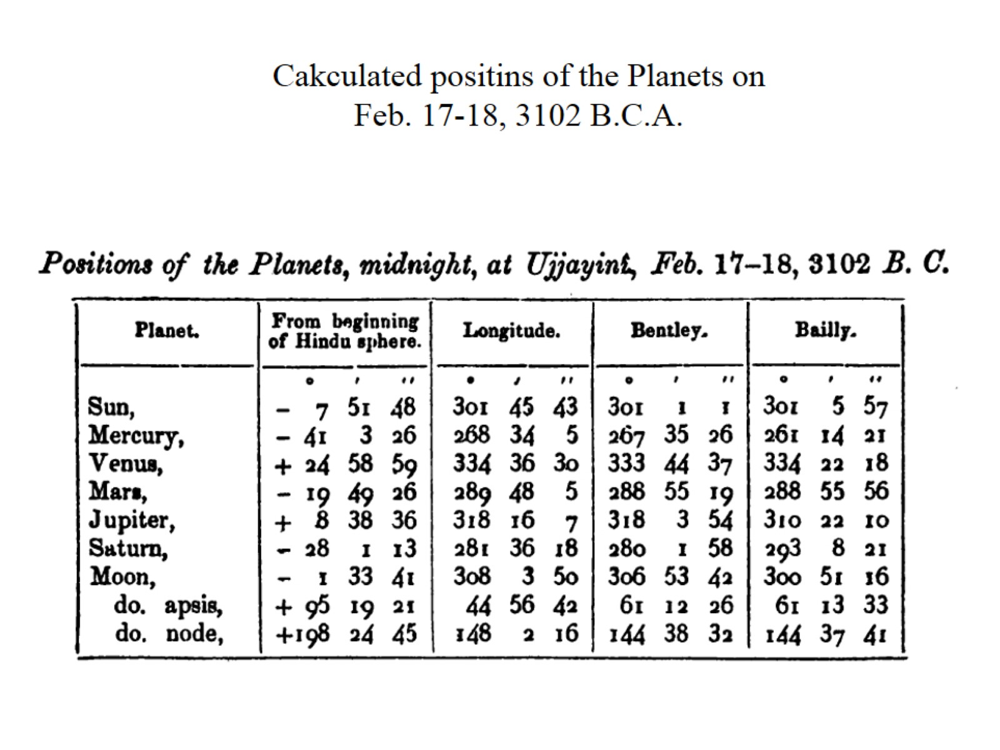 Cakculated positins of the Planets on
Feb. 17-18, 3102 B.C.A.
Positions of the Planets, midnight, at Ujjayinî, Feb. 17–18, 3102 B. C.
Planet. From beginning of Hindu sphere. Longitude. Bentley. Bailly.
° ′ ′′ ° ′ ′′ ° ′ ′′ ° ′ ′′
Sun, – 7 51 48 301 45 43 301 1 1 301 5 57
Mercury, – 41 3 26 268 34 5 267 35 26 261 14 21
Venus, + 24 58 59 334 36 30 333 44 37 334 22 18
Mars, – 19 49 26 289 48 5 288 55 19 288 55 56
Jupiter, + 8 38 36 318 16 7 318 3 54 310 22 10
Saturn, – 28 1 13 281 36 18 280 1 58 293 8 21
Moon, – 1 33 41 308 3 50 306 53 42 300 51 16
do. apsis, + 95 19 21 44 56 42 61 12 26 61 13 33
do. node, +198 24 45 148 2 16 144 38 32 144 37 41